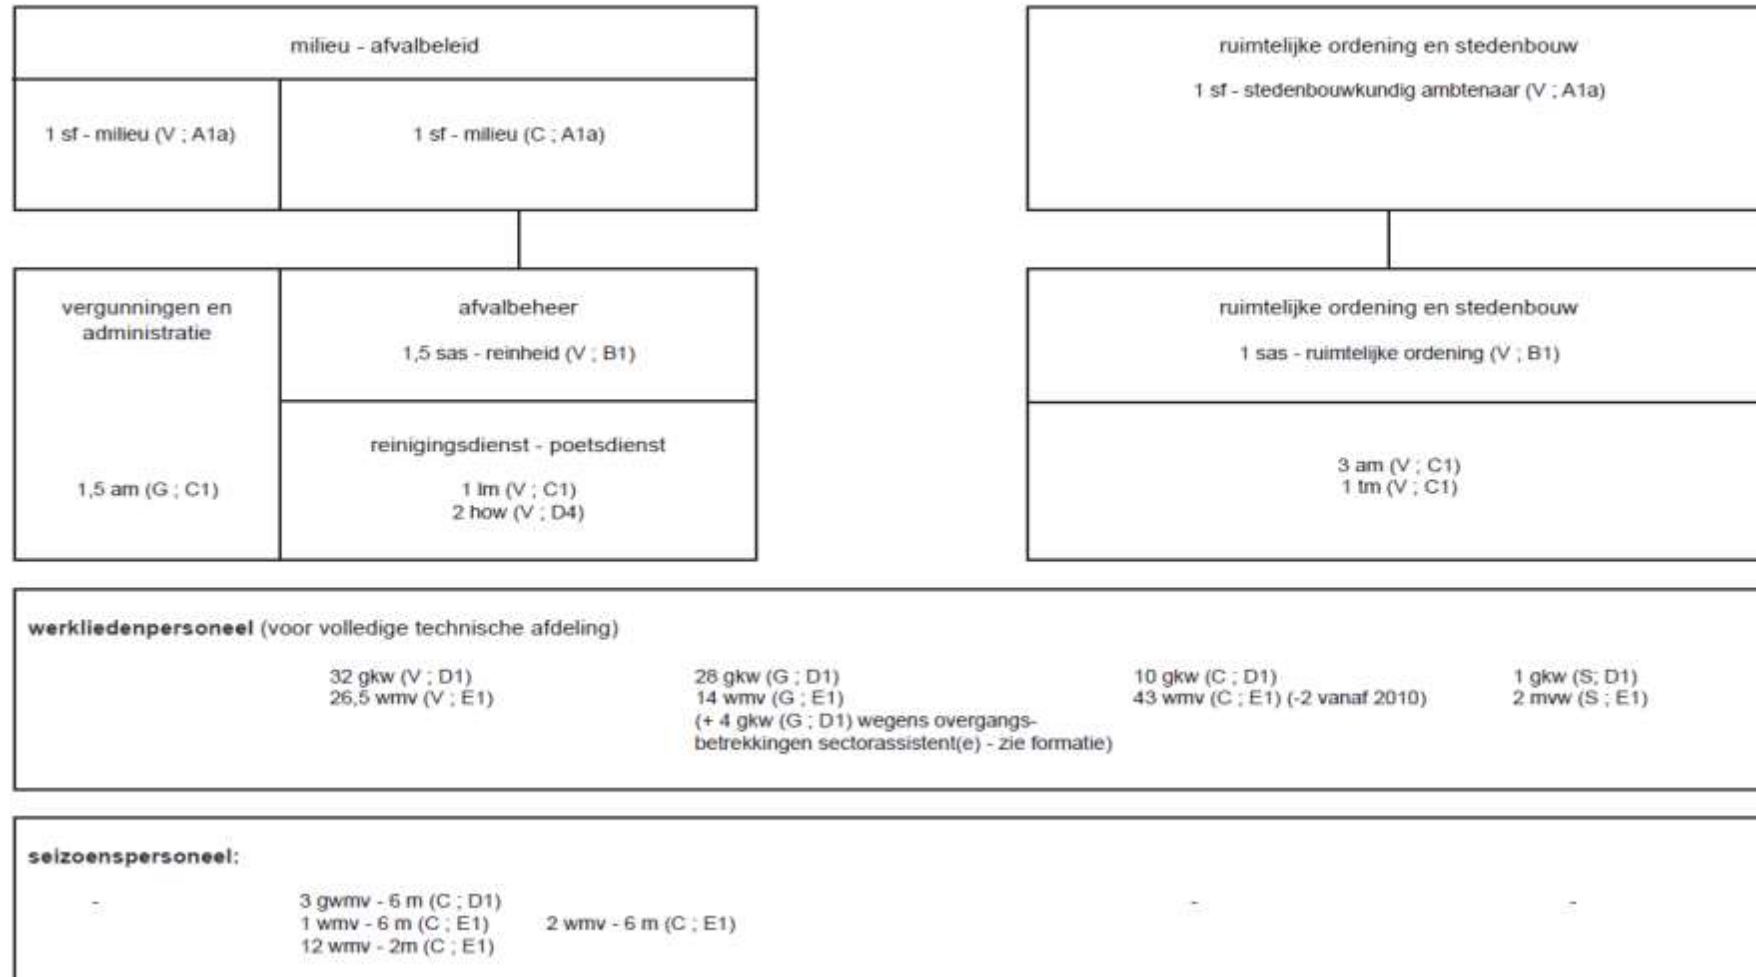 milieu - afvalbeleid
1 sf - milieu (V ; A1a)
1 sf - milieu (C ; A1a)
ruimtelijke ordening en stedenbouw
1 sf - stedenbouwkundig ambtenaar (V ; A1a)
vergunningen en
administratie
1,5 am (G ; C1)
afvalbeheer
1,5 sas - reinheid (V ; B1)
reinigingsdienst - poetsdienst
1 lm (V ; C1)
2 how (V ; D4)
ruimtelijke ordening en stedenbouw
1 sas - ruimtelijke ordening (V ; B1)
3 am (V ; C1)
1 tm (V ; C1)
werkliedenpersoneel (voor volledige technische afdeling)
32 gkw (V ; D1)
26,5 wmv (V ; E1)
28 gkw (G ; D1)
14 wmv (G ; E1)
(+ 4 gkw (G ; D1) wegens overgangs-
betrekkingen sectorassistent(e) - zie formatie)
10 gkw (C ; D1)
43 wmv (C ; E1) (-2 vanaf 2010)
1 gkw (S; D1)
2 mvw (S ; E1)
seizoenspersoneel:
-
3 gwmv - 6 m (C ; D1)
1 wmv - 6 m (C ; E1)
12 wmv - 2m (C ; E1)
2 wmv - 6 m (C ; E1)
-
-